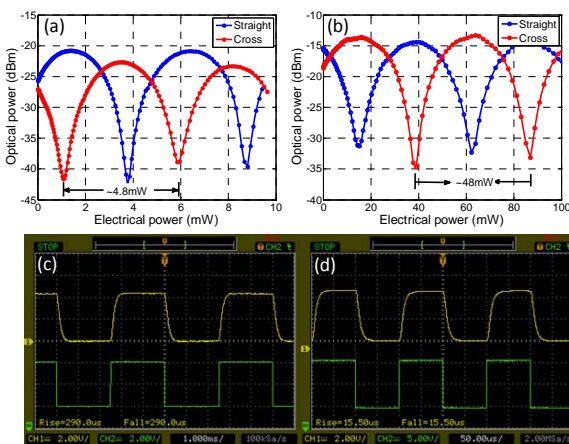 (a)
Straight
Cross
Optical power (dBm)
-15
-20
-25
-30
-35
-40
-45
~4.8mW
0
2
4
6
8
10
Electrical power (mW)
(b)
Straight
Cross
Optical power (dBm)
-10
-15
-20
-25
-30
-35
-40
~48mW
0
20
40
60
80
100
Electrical power (mW)
STOP
CH2
(c)
1
Rise=290.0us Fall=290.0us
CH1= 2.00V/ CH2= 2.00V/ 1.000ms/ 100kSa/s
STOP
CH2
(d)
1
Rise=15.50us Fall=15.50us
CH1= 2.00V/ CH2= 5.00V/ 50.00us/ 2.00MSa/s